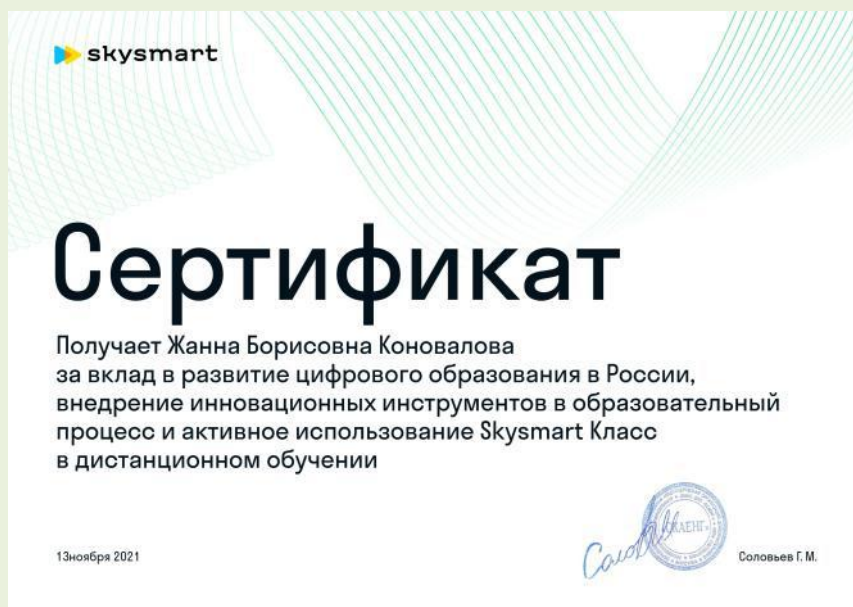 skysmart
Сертификат
Получает Жанна Борисовна Коновалова
за вклад в развитие цифрового образования в России,
внедрение инновационных инструментов в образовательный
процесс и активное использование Skysmart Класс
в дистанционном обучении
13ноября 2021
Соловьев Г. М.